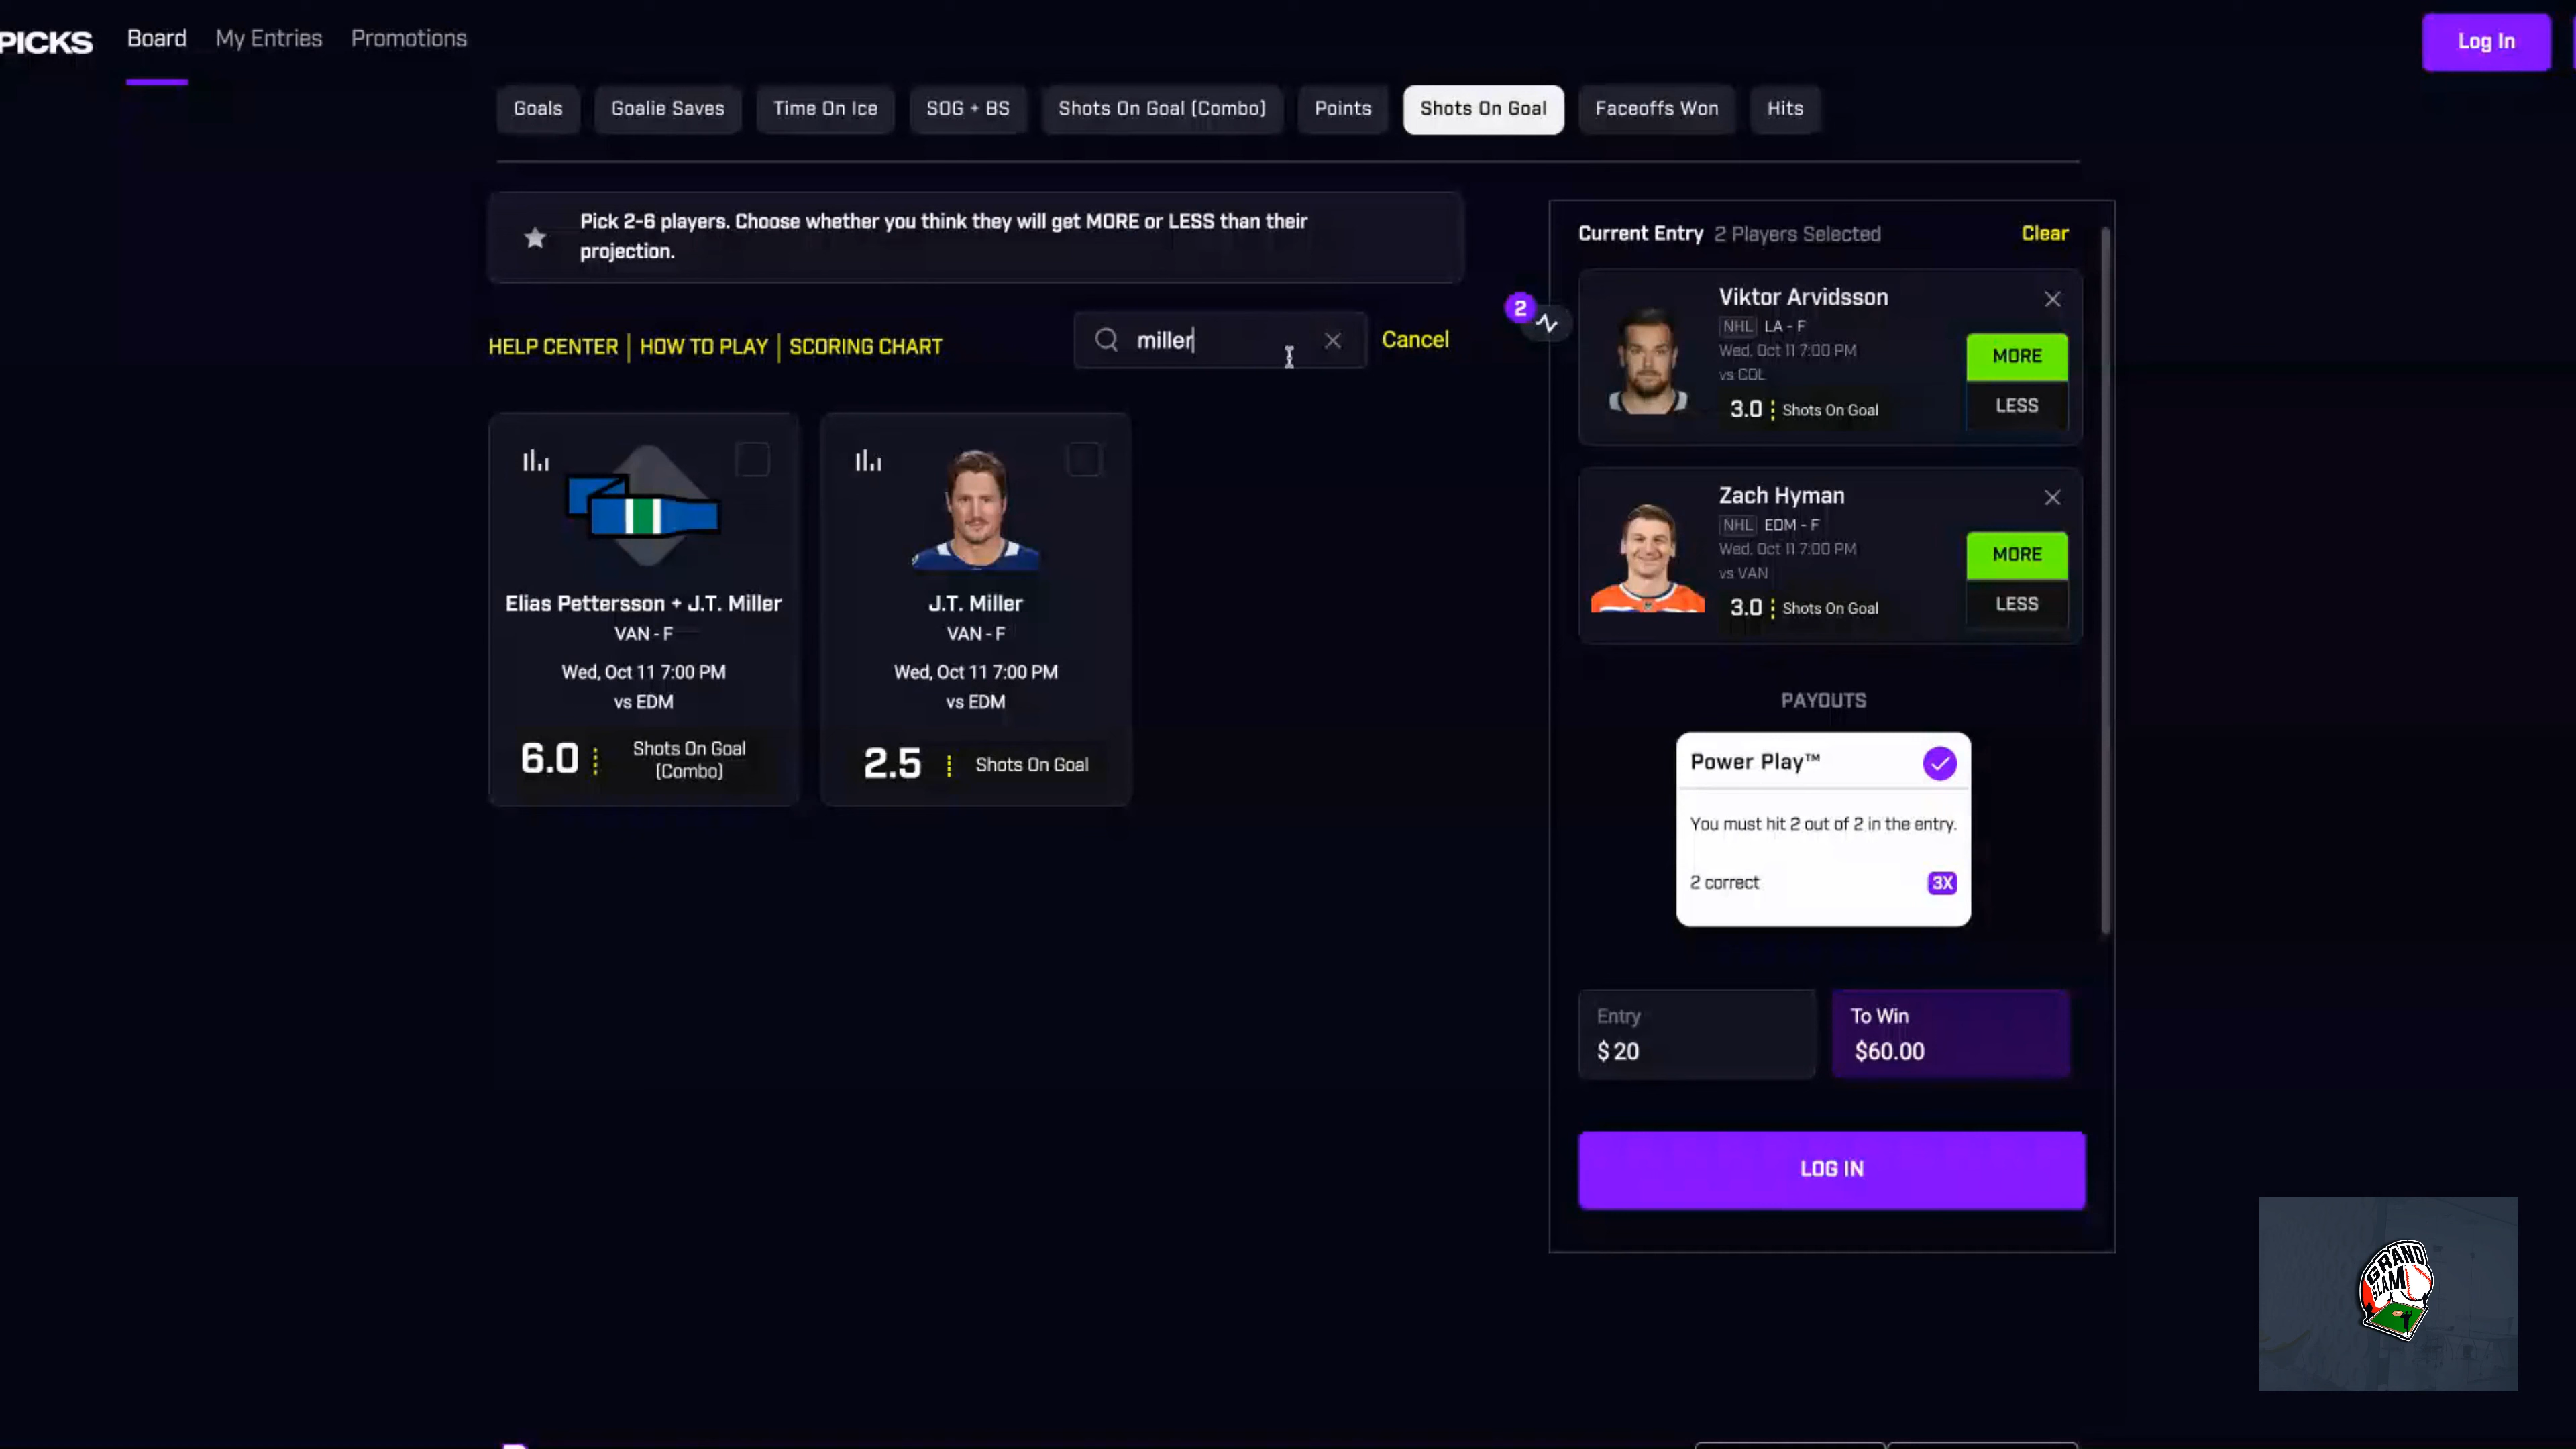 PICKS
Board
My Entries
Promotions
Log In
Goals
Goalie Saves
Time On Ice
SOG + BS
Shots On Goal (Combo)
Points
Shots On Goal
Faceoffs Won
Hits
Pick 2-6 players. Choose whether you think they will get MORE or LESS than their
projection.
HELP CENTER | HOW TO PLAY | SCORING CHART
miller
Cancel
Elias Pettersson + J.T. Miller
VAN - F
Wed, Oct 11 7:00 PM
vs EDM
6.0
Shots On Goal
(Combo)
J.T. Miller
VAN - F
Wed, Oct 11 7:00 PM
vs EDM
2.5
Shots On Goal
Current Entry 2 Players Selected
Clear
2
Viktor Arvidsson
NHL LA - F
Wed, Oct 11 7:00 PM
vs COL
3.0 Shots On Goal
MORE
LESS
Zach Hyman
NHL EDM - F
Wed, Oct 11 7:00 PM
vs VAN
3.0 Shots On Goal
MORE
LESS
PAYOUTS
Power Play™
You must hit 2 out of 2 in the entry.
2 correct
3X
Entry
$ 20
To Win
$60.00
LOG IN
GRAND
SLAM